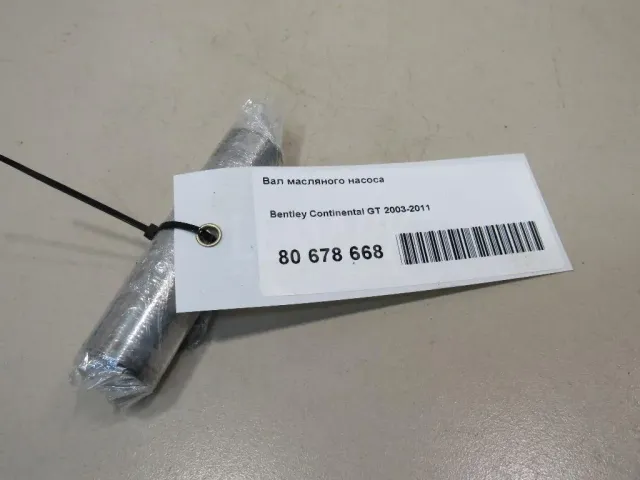 Вал масляного насоса
Bentley Continental GT 2003-2011
80 678 668